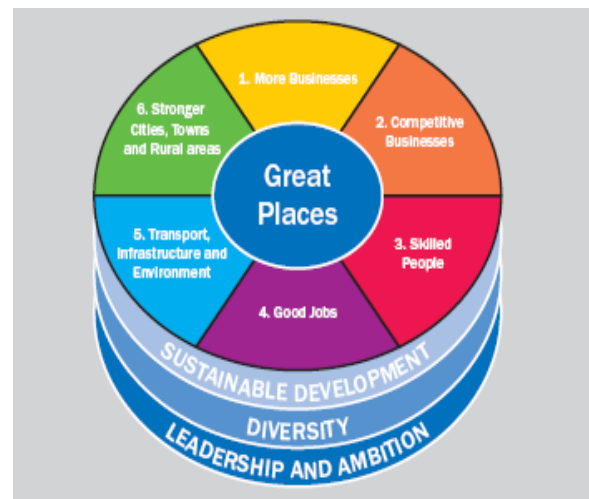 1. More Businesses
2. Competitive
Businesses
3. Skilled
People
4. Good Jobs
5. Transport,
Infrastructure and
Environment
6. Stronger
Cities, Towns
and Rural areas
Great
Places
SUSTAINABLE DEVELOPMENT
DIVERSITY
LEADERSHIP AND AMBITION